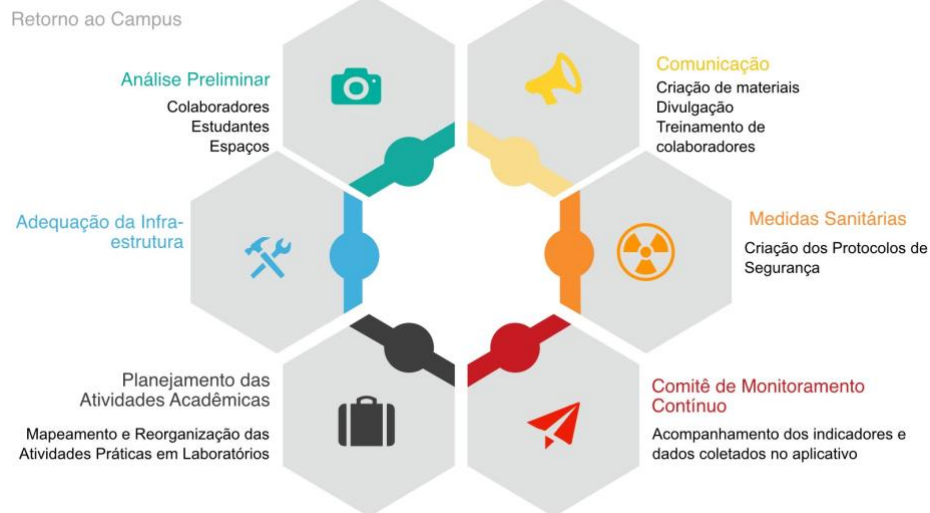 Retorno ao Campus
Análise Preliminar
Colaboradores
Estudantes
Espaços
Comunicação
Criação de materiais
Divulgação
Treinamento de
colaboradores
Adequação da Infra-
estrutura
Medidas Sanitárias
Criação dos Protocolos de
Segurança
Planejamento das
Atividades Acadêmicas
Mapeamento e Reorganização das
Atividades Práticas em Laboratórios
Comitê de Monitoramento
Contínuo
Acompanhamento dos indicadores e
dados coletados no aplicativo